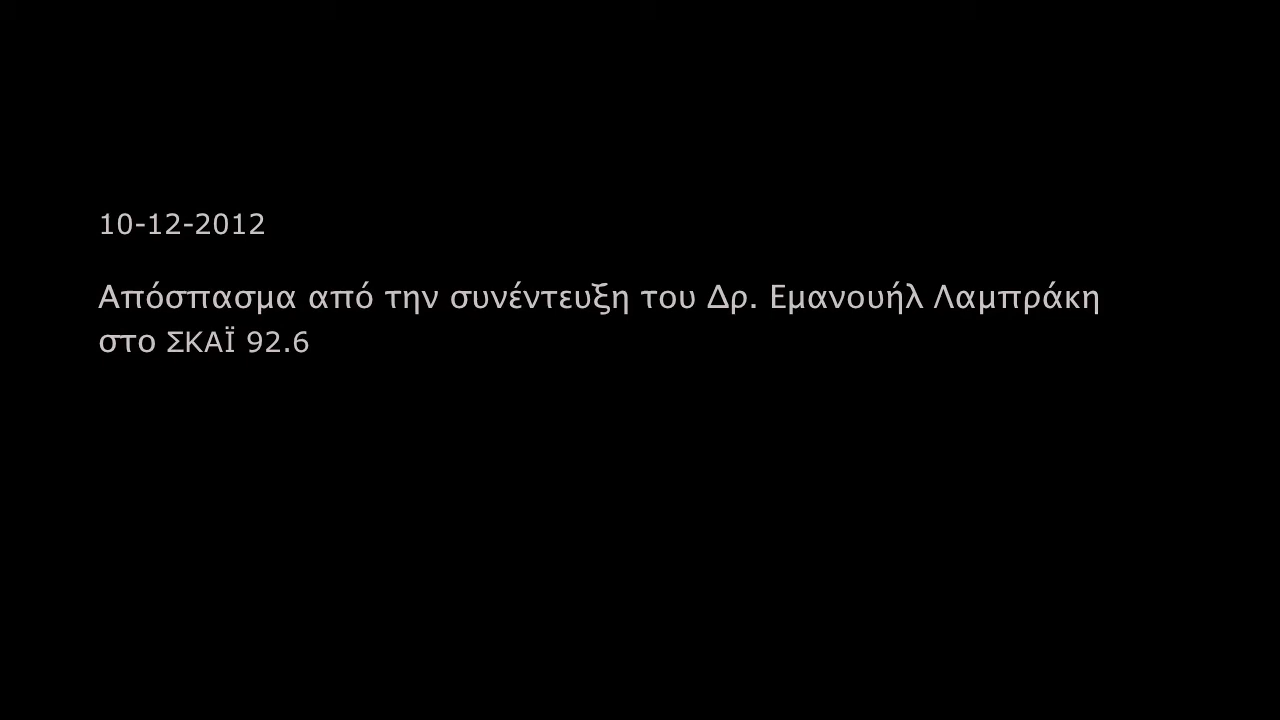 10-12-2012
Απόσπασμα από την συνέντευξη του Δρ. Εμανουήλ Λαμπράκη
στο ΣΚΑΪ 92.6